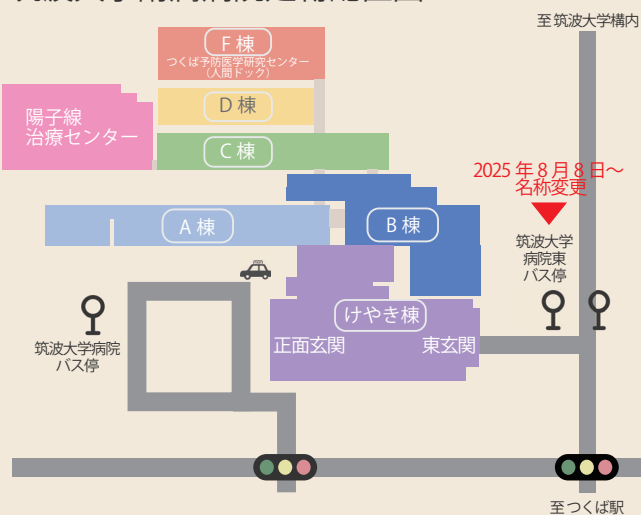 至 筑波大学構内
F 棟
つくば予防医学研究センター
（人間ドック）
D 棟
陽子線
治療センター
C 棟
2025 年 8 月 8 日～
名称変更
A 棟
B 棟
筑波大学
病院東
バス停
けやき棟
正面玄関
東玄関
筑波大学病院
バス停
至 つくば駅